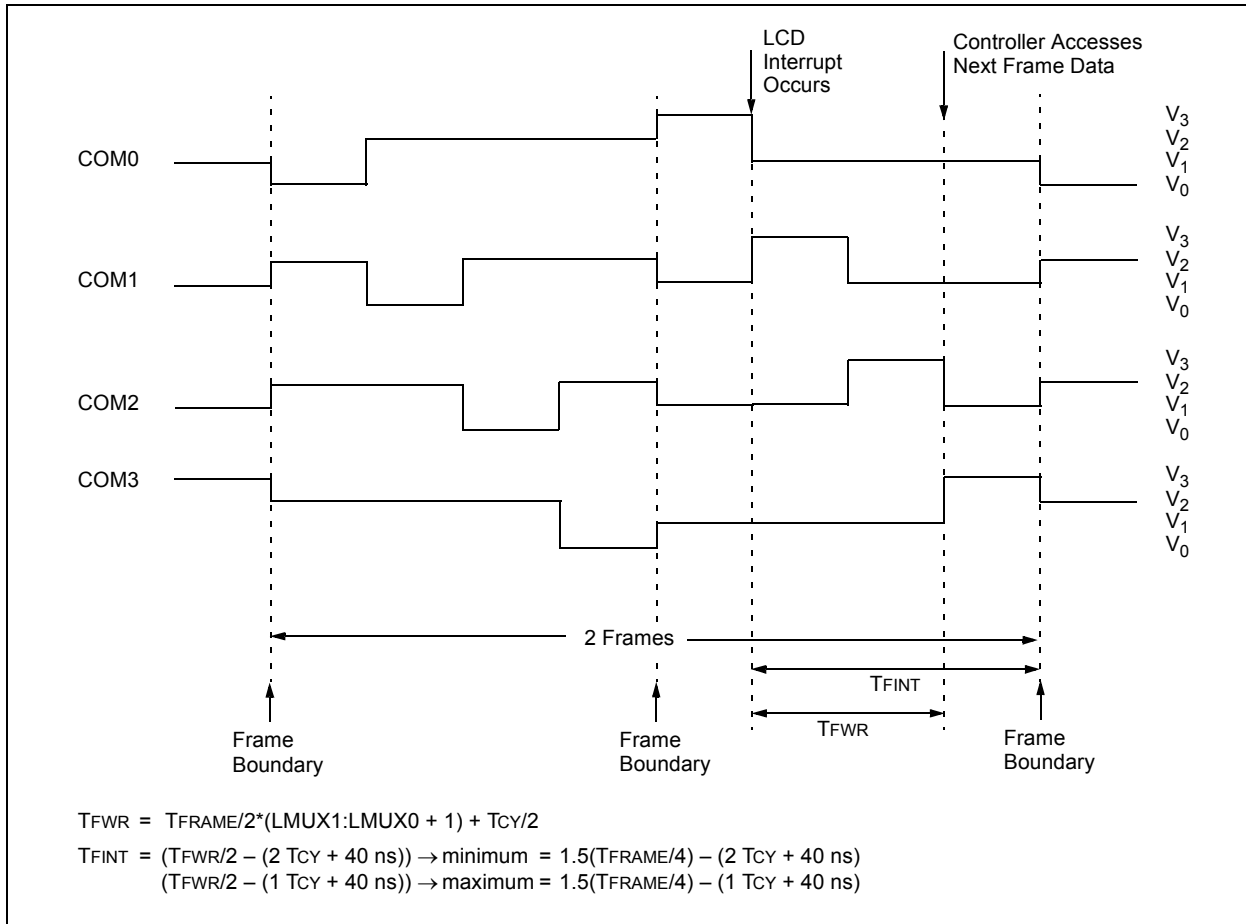 LCD
Interrupt
Occurs
Controller Accesses
Next Frame Data
COM0
V3
V2
V1
V0
COM1
V3
V2
V1
V0
COM2
V3
V2
V1
V0
COM3
V3
V2
V1
V0
2 Frames
TFINT
TFWR
Frame
Boundary
Frame
Boundary
Frame
Boundary
TFWR = TFRAME/2*(LMUX1:LMUX0 + 1) + TCY/2
TFINT = (TFWR/2 – (2 TCY + 40 ns)) → minimum = 1.5(TFRAME/4) – (2 TCY + 40 ns)
(TFWR/2 – (1 TCY + 40 ns)) → maximum = 1.5(TFRAME/4) – (1 TCY + 40 ns)